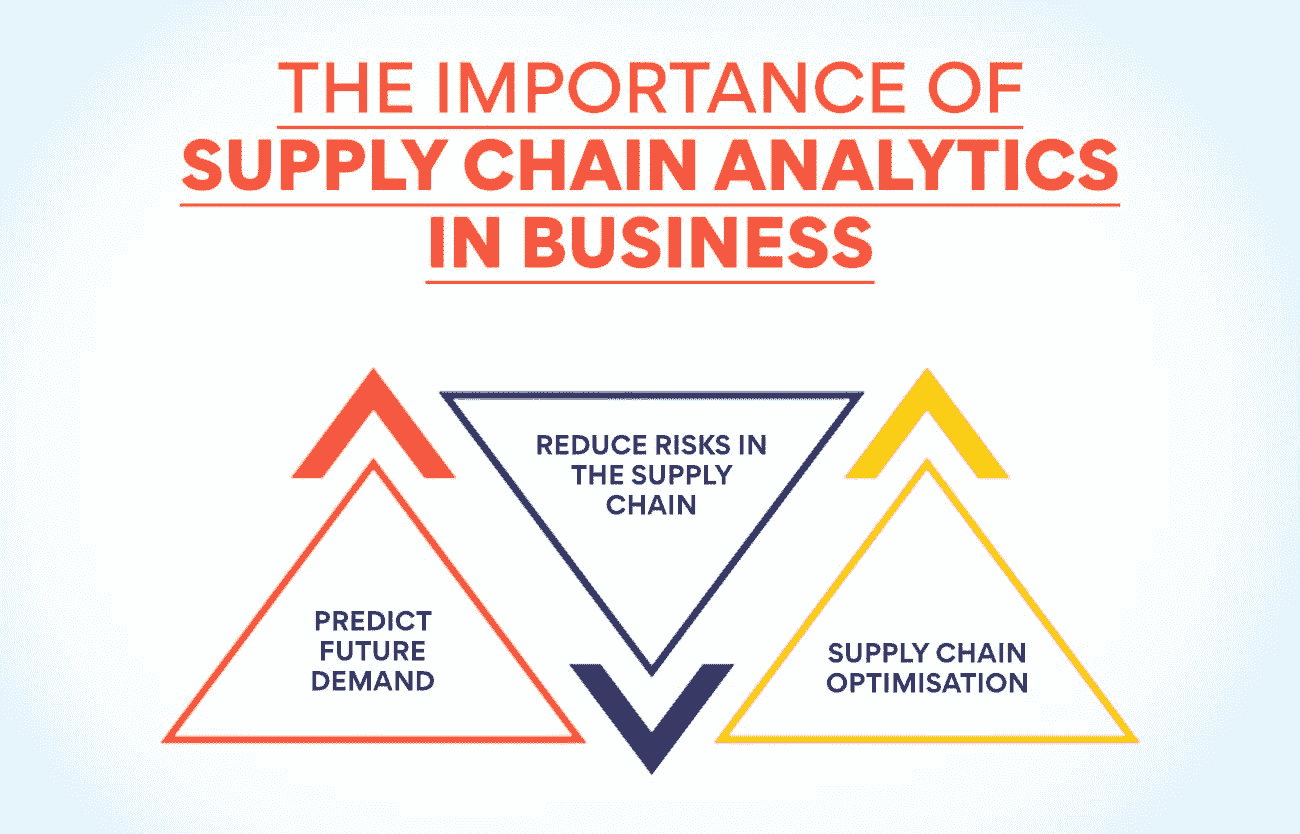 THE IMPORTANCE OF
SUPPLY CHAIN ANALYTICS
IN BUSINESS
PREDICT
FUTURE
DEMAND
REDUCE RISKS IN
THE SUPPLY
CHAIN
SUPPLY CHAIN
OPTIMISATION